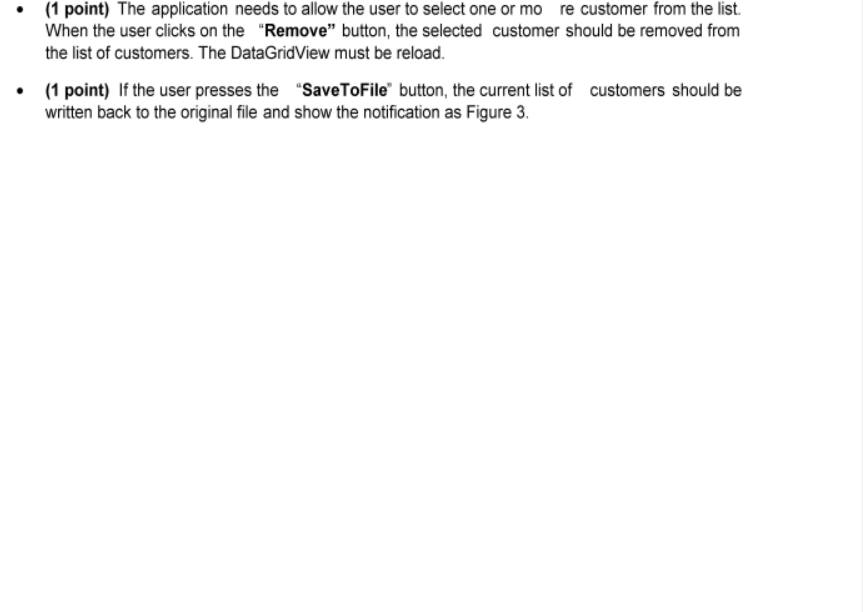 • (1 point) The application needs to allow the user to select one or mo re customer from the list.
When the user clicks on the "Remove" button, the selected customer should be removed from
the list of customers. The DataGridView must be reload.
• (1 point) If the user presses the "SaveToFile" button, the current list of customers should be
written back to the original file and show the notification as Figure 3.